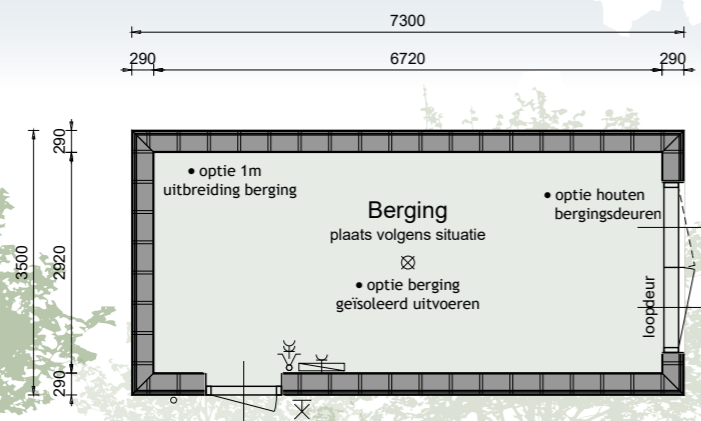 7300
290 6720 290
290
• optie 1m
uitbreiding berging
• optie houten
bergingsdeuren
Berging
plaats volgens situatie
3500
2920
• optie berging
geïsoleerd uitvoeren
loopdeur
290